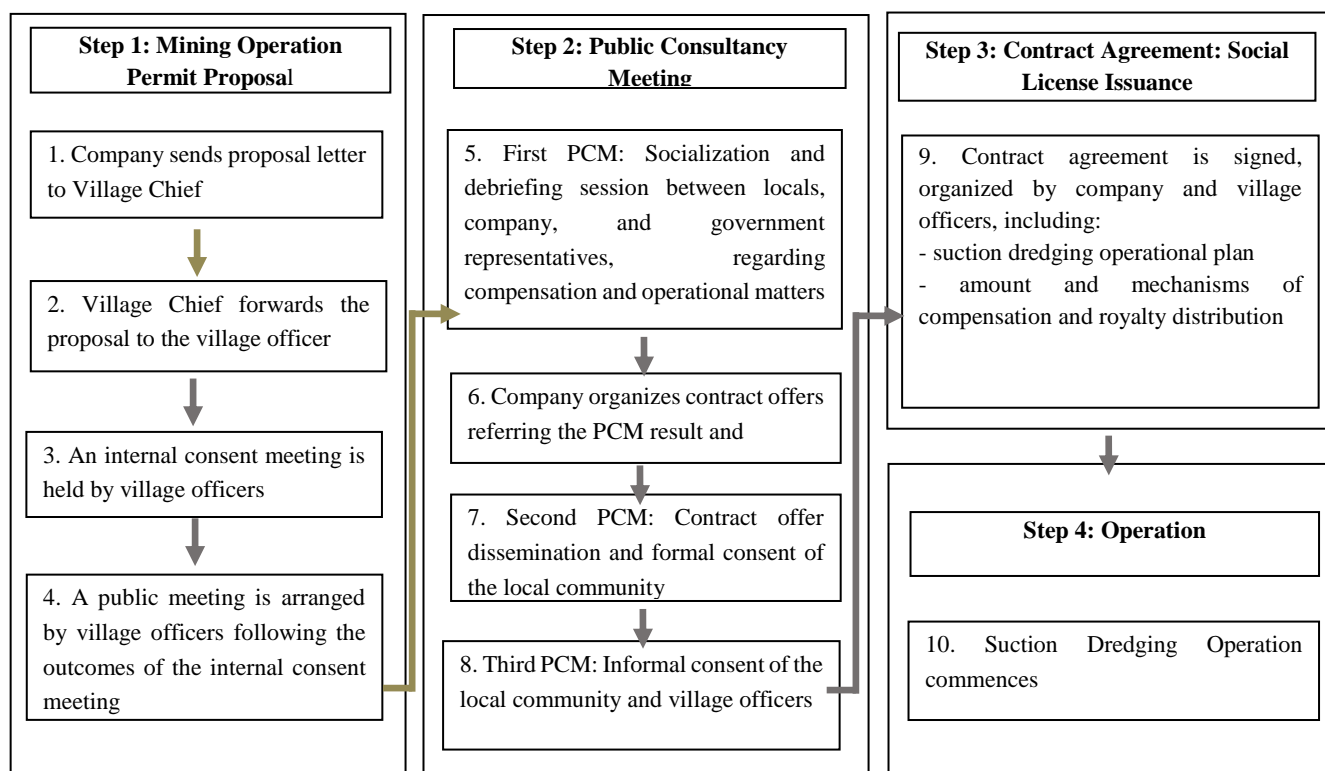 Step 1: Mining Operation
Permit Proposal
1. Company sends proposal letter
to Village Chief
2. Village Chief forwards the
proposal to the village officer
3. An internal consent meeting is
held by village officers
4. A public meeting is arranged
by village officers following the
outcomes of the internal consent
meeting
Step 2: Public Consultancy
Meeting
5. First PCM: Socialization and
debriefing session between locals,
company, and government
representatives, regarding
compensation and operational matters
6. Company organizes contract offers
referring the PCM result and
7. Second PCM: Contract offer
dissemination and formal consent of
the local community
8. Third PCM: Informal consent of the
local community and village officers
Step 3: Contract Agreement: Social
License Issuance
9. Contract agreement is signed,
organized by company and village
officers, including:
- suction dredging operational plan
- amount and mechanisms of
compensation and royalty distribution
Step 4: Operation
10. Suction Dredging Operation
commences